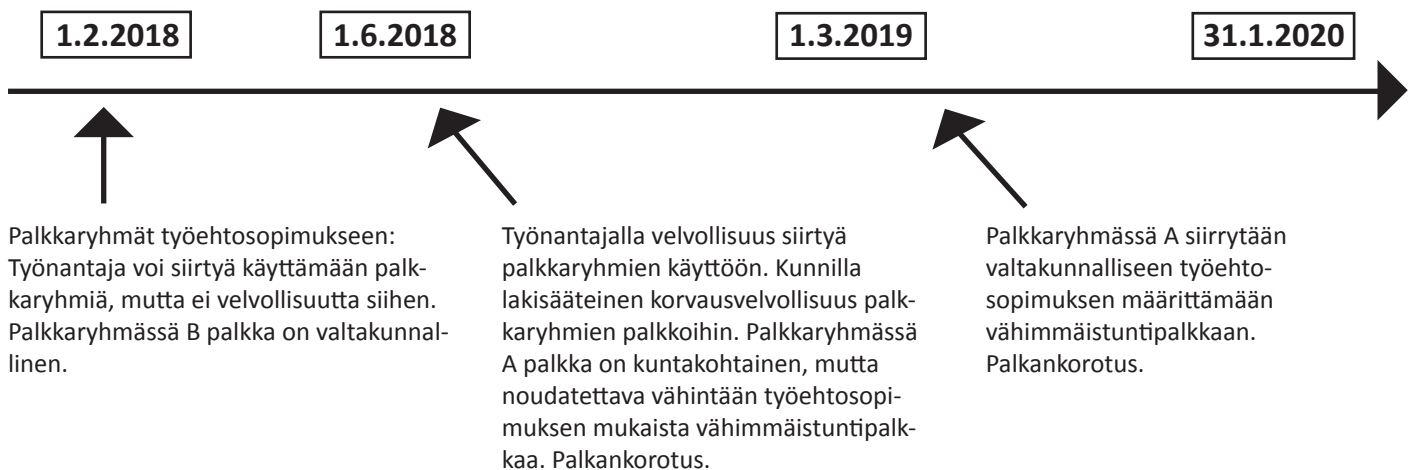 1.2.2018
1.6.2018
1.3.2019
31.1.2020
Palkkaryhmät työehtosopimukseen:
Työnantaja voi siirtyä käyttämään palk-
karyhmiä, mutta ei velvollisuutta siihen.
Palkkaryhmässä B palkka on valtakunnal-
linen.
Työnantajalla velvollisuus siirtyä
palkkaryhmien käyttöön. Kunnilla
lakisääteinen korvausvelvollisuus palk-
karyhmien palkkoihin. Palkkaryhmässä
A palkka on kuntakohtainen, mutta
noudatettava vähintään työehtosopi-
muksen mukaista vähimmäistuntipalk-
kaa. Palkankorotus.
Palkkaryhmässä A siirrytään
valtakunnalliseen työehto-
sopimuksen määrittämään
vähimmäistuntipalkkaan.
Palkankorotus.